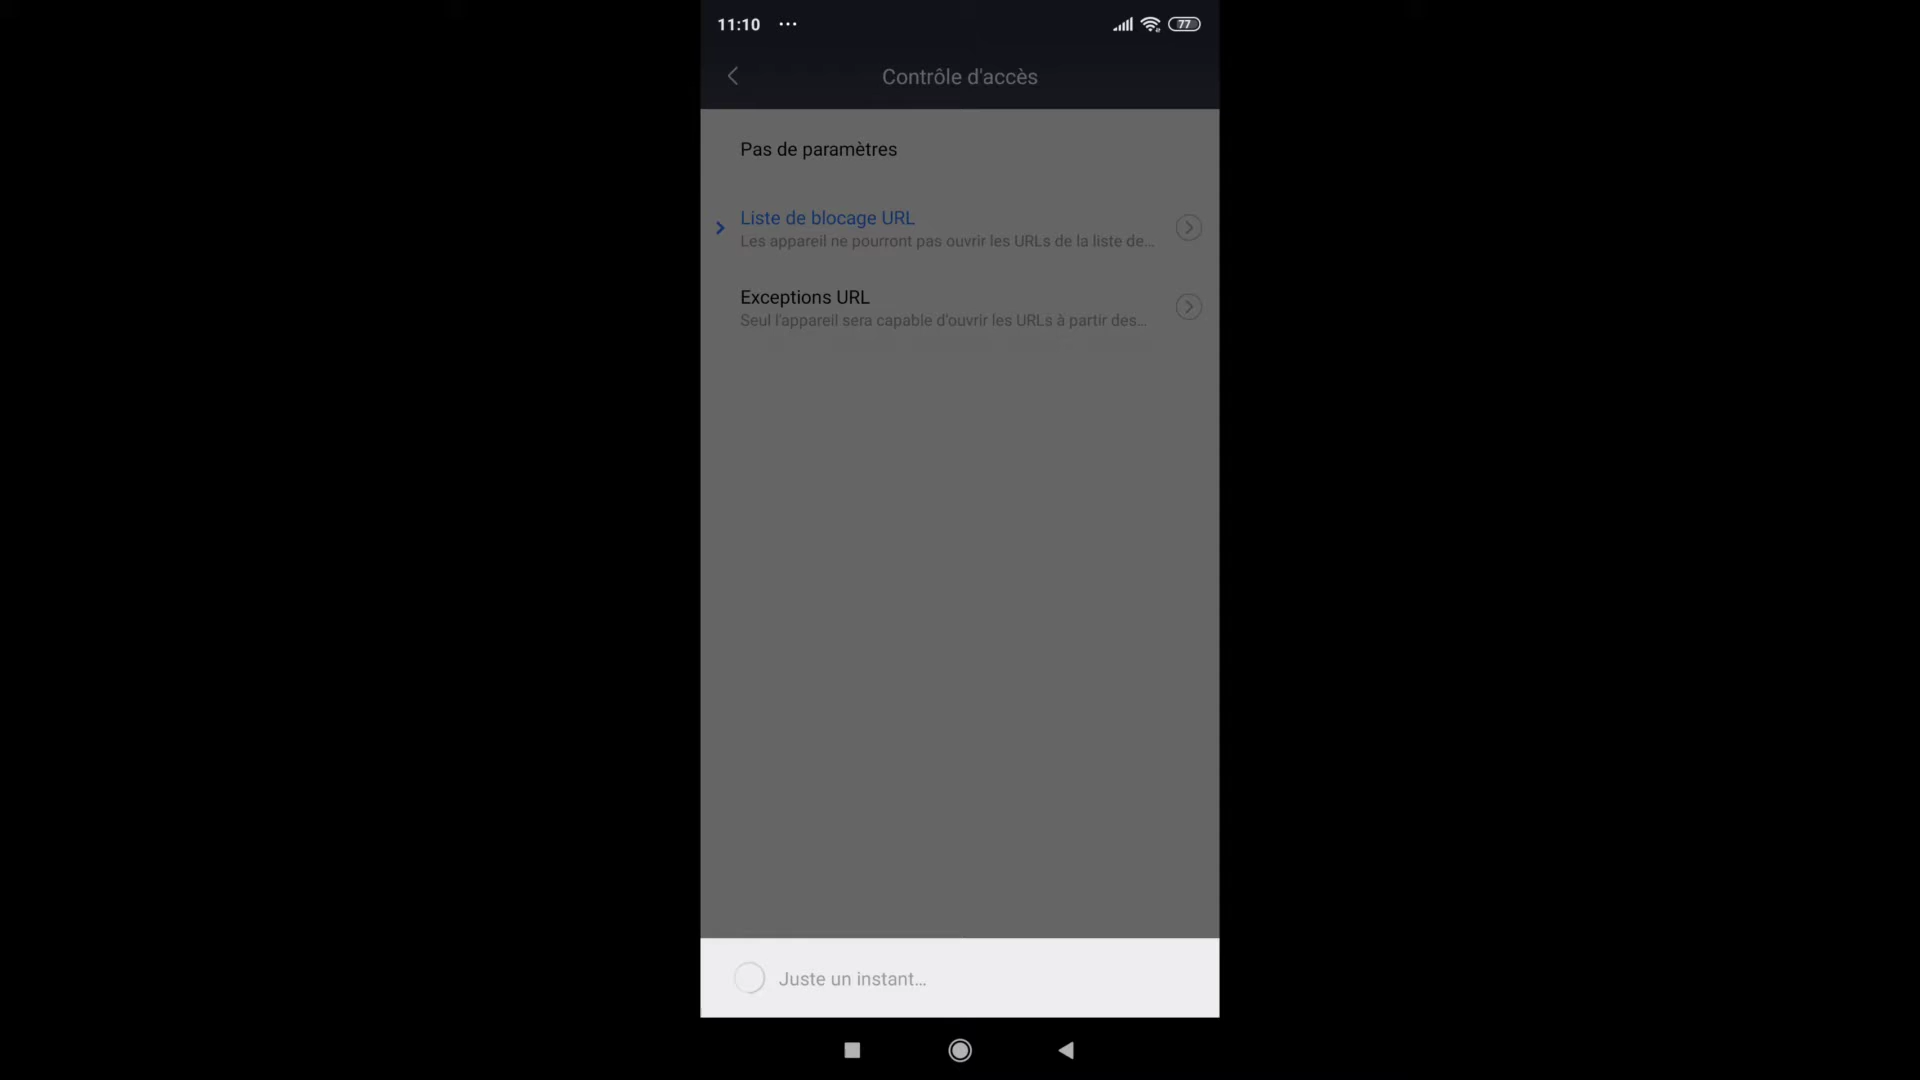 11:10 ... 77
Contrôle d'accès
Pas de paramètres
Liste de blocage URL
Les appareil ne pourront pas ouvrir les URLs de la liste de...
Exceptions URL
Seul l'appareil sera capable d'ouvrir les URLs à partir des...
Juste un instant...